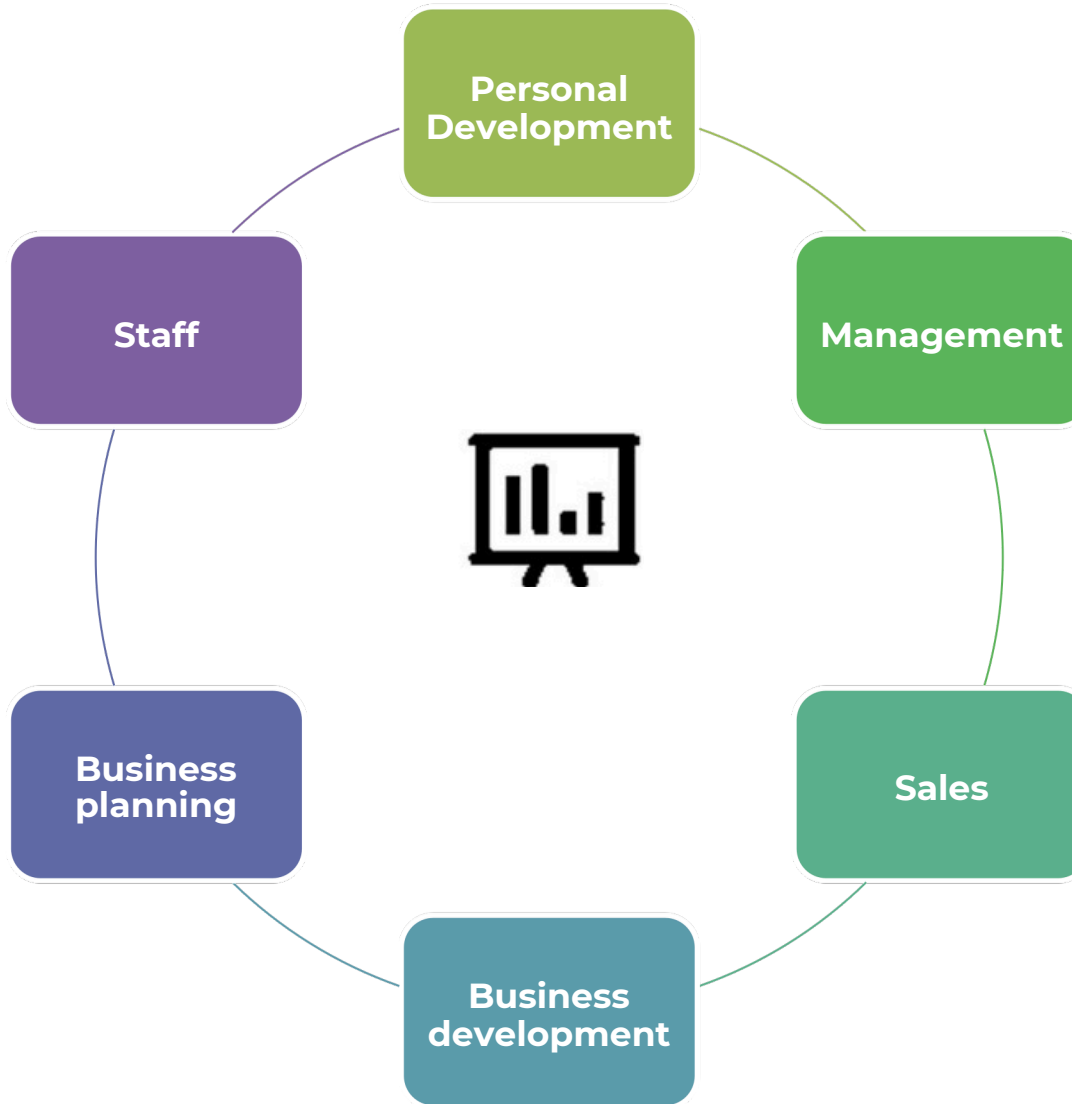 Personal
Development
Management
Sales
Business
development
Business
planning
Staff